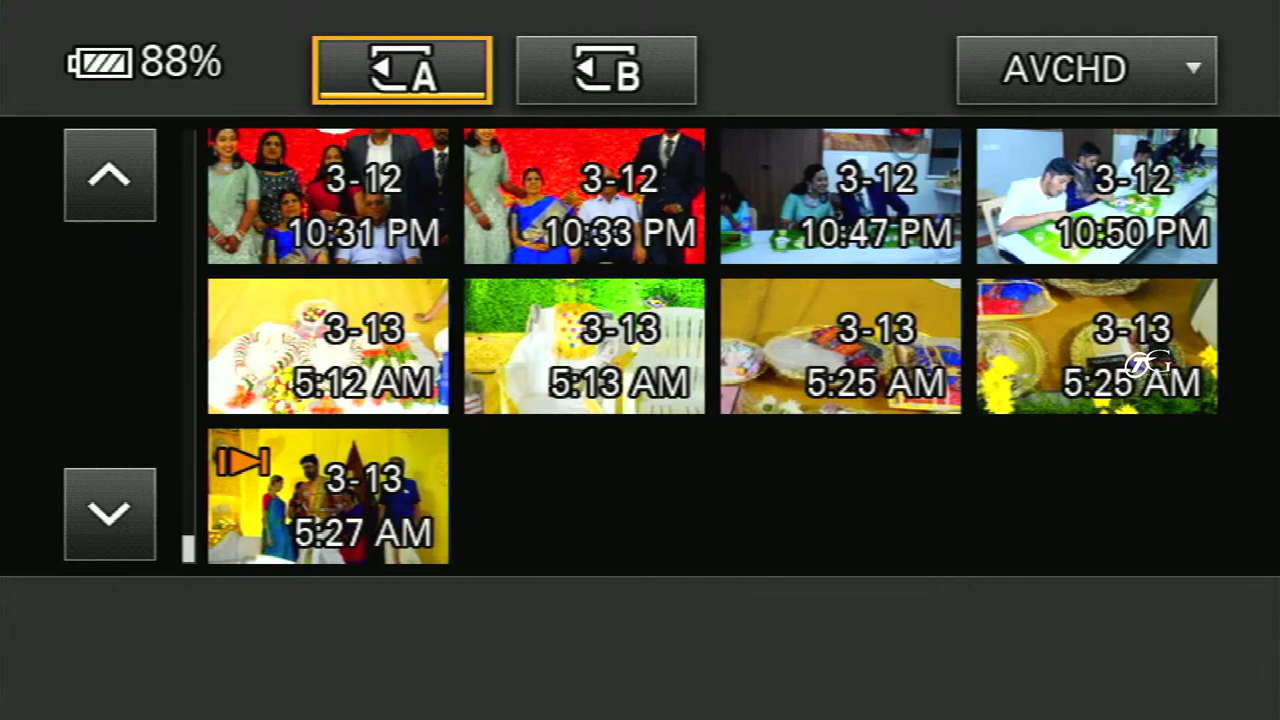 88%
A
B
AVCHD
3-12
10:31 PM
3-12
10:33 PM
3-12
10:47 PM
3-12
10:50 PM
3-13
5:12 AM
3-13
5:13 AM
3-13
5:25 AM
3-13
5:25 AM
3-13
5:27 AM